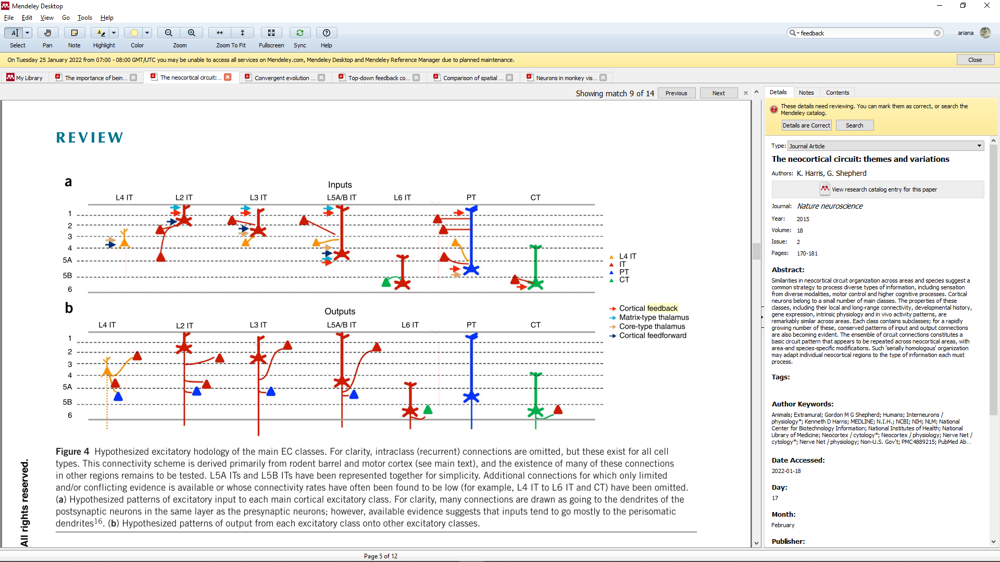 Mendeley Desktop
File Edit View Go Tools Help
feedback
ariana
Select Pan Note Highlight Color Zoom Zoom To Fit Fullscreen Sync Help
On Tuesday 25 January 2022 from 07:00 - 08:00 GMT/UTC you may be unable to access all services on Mendeley.com, Mendeley Desktop and Mendeley Reference Manager due to planned maintenance.
Close
My Library
The importance of bein...
The neocortical circuit:...
Convergent evolution ...
Top-down feedback co...
Comparison of spatial ...
Neurons in monkey vis...
Showing match 9 of 14 Previous Next
REVIEW
a
Inputs
L4 IT L2 IT L3 IT L5A/B IT L6 IT PT CT
1
2
3
4
5A
5B
6
L4 IT
IT
PT
CT
b
Outputs
L4 IT L2 IT L3 IT L5A/B IT L6 IT PT CT
1
2
3
4
5A
5B
6
Cortical feedback
Matrix-type thalamus
Core-type thalamus
Cortical feedforward
Figure 4 Hypothesized excitatory hodology of the main EC classes. For clarity, intraclass (recurrent) connections are omitted, but these exist for all cell
types. This connectivity scheme is derived primarily from rodent barrel and motor cortex (see main text), and the existence of many of these connections
in other regions remains to be tested. L5A ITs and L5B ITs have been represented together for simplicity. Additional connections for which only limited
and/or conflicting evidence is available or whose connectivity rates have often been found to be low (for example, L4 IT to L6 IT and CT) have been omitted.
(a) Hypothesized patterns of excitatory input to each main cortical excitatory class. For clarity, many connections are drawn as going to the dendrites of the
postsynaptic neurons in the same layer as the presynaptic neurons; however, available evidence suggests that inputs tend to go mostly to the perisomatic
dendrites16. (b) Hypothesized patterns of output from each excitatory class onto other excitatory classes.
All rights reserved.
Page 5 of 12
Details Notes Contents
These details need reviewing. You can mark them as correct, or search the
Mendeley catalog.
Details are Correct Search
Type: Journal Article
The neocortical circuit: themes and variations
Authors: K. Harris, G. Shepherd
View research catalog entry for this paper
Journal: Nature neuroscience
Year: 2015
Volume: 18
Issue: 2
Pages: 170-181
Abstract:
Similarities in neocortical circuit organization across areas and species suggest a
common strategy to process diverse types of information, including sensation
from diverse modalities, motor control and higher cognitive processes. Cortical
neurons belong to a small number of main classes. The properties of these
classes, including their local and long-range connectivity, developmental history,
gene expression, intrinsic physiology and in vivo activity patterns, are
remarkably similar across areas. Each class contains subclasses; for a rapidly
growing number of these, conserved patterns of input and output connections
are also becoming evident. The ensemble of circuit connections constitutes a
basic circuit pattern that appears to be repeated across neocortical areas, with
area-and species-specific modifications. Such 'serially homologous' organization
may adapt individual neocortical regions to the type of information each must
process.
Tags:
Author Keywords:
Animals; Extramural; Gordon M G Shepherd; Humans; Interneurons /
physiology*; Kenneth D Harris; MEDLINE; N.I.H.; NCBI; NIH; NLM; National
Center for Biotechnology Information; National Institutes of Health; National
Library of Medicine; Neocortex / cytology*; Neocortex / physiology; Nerve Net /
cytology*; Nerve Net / physiology; Non-U.S. Gov't; PMC4889215; PubMed Ab...
Date Accessed:
2022-01-18
Day:
17
Month:
February
Publisher: